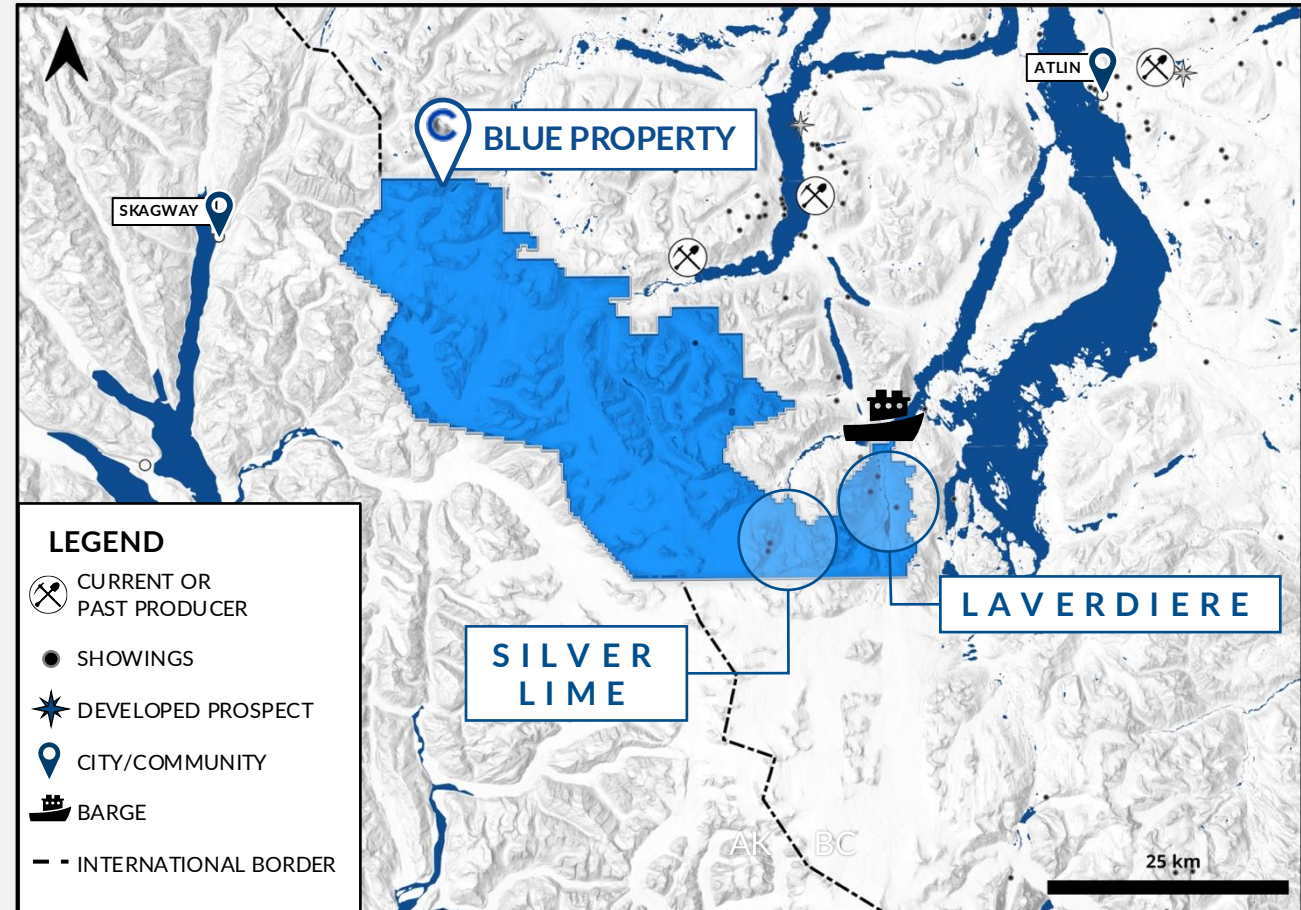 ATLIN
C
BLUE PROPERTY
SKAGWAY
LEGEND
CURRENT OR
PAST PRODUCER
SHOWINGS
DEVELOPED PROSPECT
CITY/COMMUNITY
BARGE
INTERNATIONAL BORDER
LAVERDIERE
SILVER
LIME
AK BC
25 km